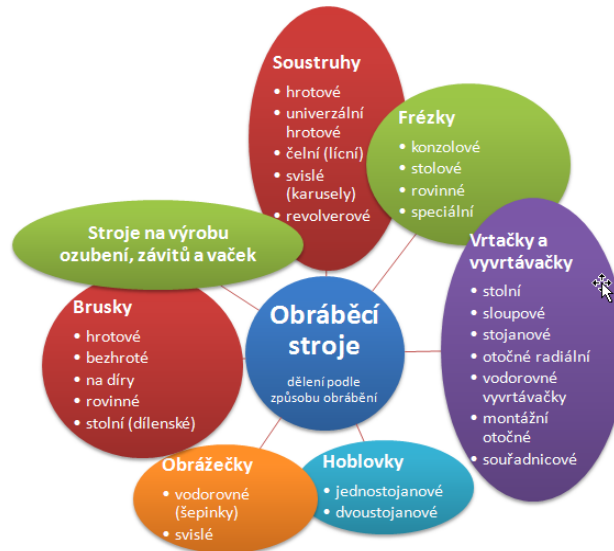 Soustruhy
• hrotové
• univerzální
hrotové
• čelní (lícní)
• svislé
(karusely)
• revolverové
Frézky
• konzolové
• stolové
• rovinné
• speciální
Vrtačky a
vyvrtávačky
• stolní
• sloupové
• stojanové
• otočné radiální
• vodorovné
vyvrtávačky
• montážní
otočné
• souřadnicové
Hoblovky
• jednostojanové
• dvoustojanové
Obrážečky
• vodorovné
(šepinky)
• svislé
Brusky
• hrotové
• bezhroté
• na díry
• rovinné
• stolní (dílenské)
Stroje na výrobu
ozubení, závitů a vaček
Obráběcí
stroje
dělení podle
způsobu obrábění